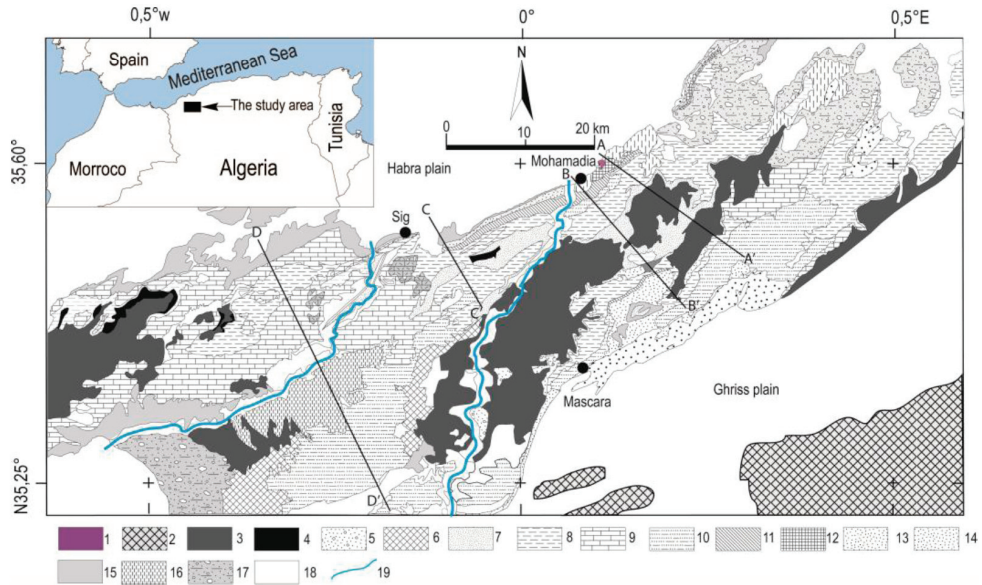 0,5°w 0° 0,5°E
Spain
Mediterranean Sea
The study area
Tunisia
Morroco
Algeria
N
0 10 20 km
35,60
N35,25
Habra plain
Mohamadia
A
B
Sig
C
D
A'
B'
C'
Mascara
Ghriss plain
D'
1 2 3 4 5 6 7 8 9 10 11 12 13 14
15 16 17 18 19